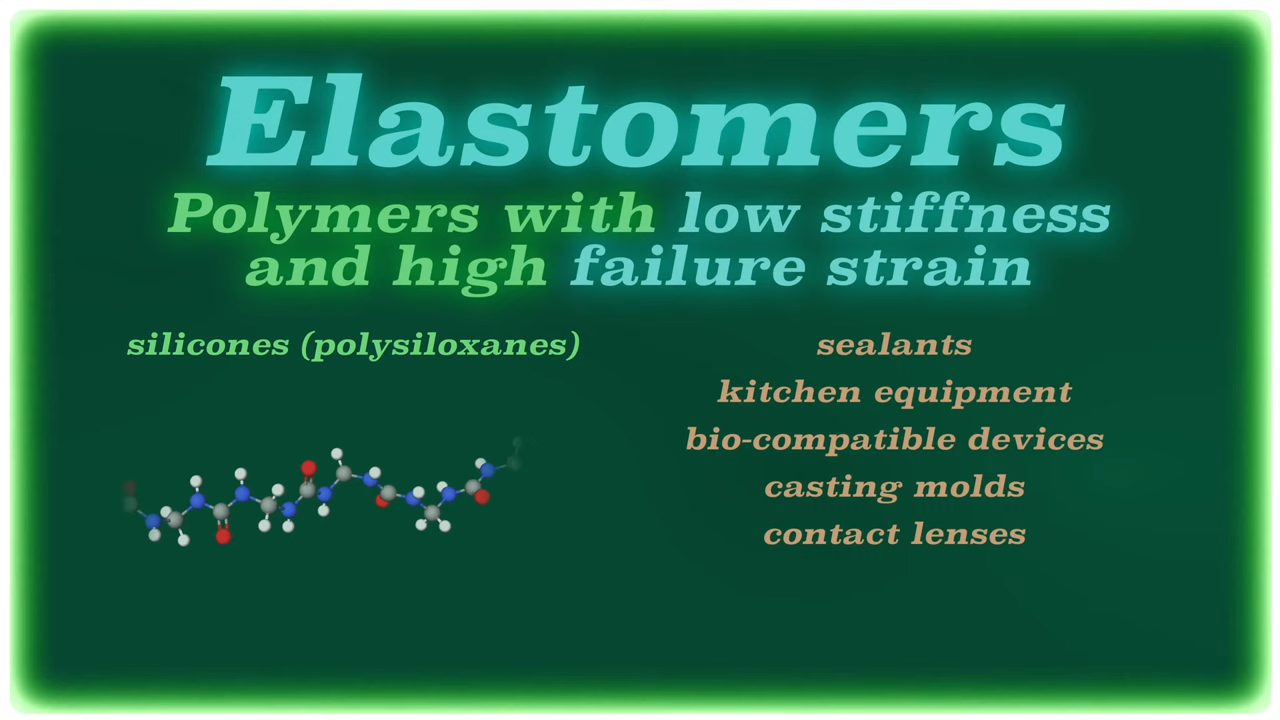 Elastomers
Polymers with low stiffness
and high failure strain
silicones (polysiloxanes)
sealants
kitchen equipment
bio-compatible devices
casting molds
contact lenses